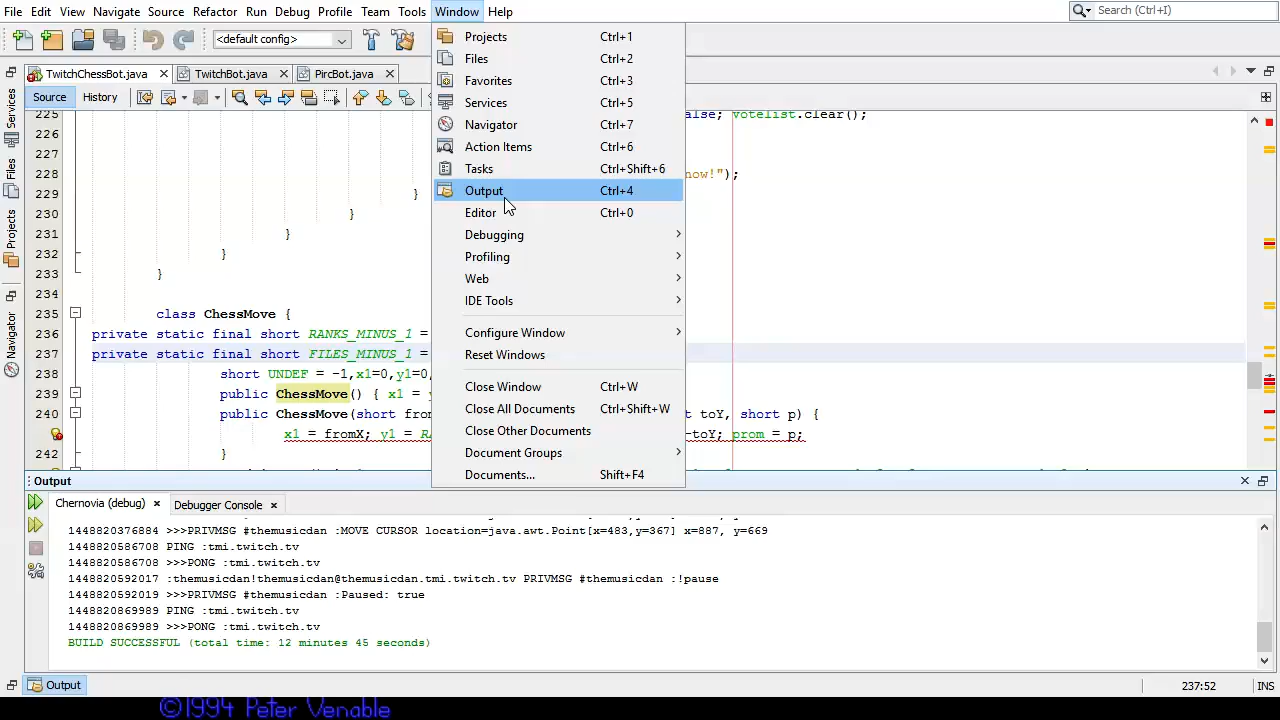 File Edit View Navigate Source Refactor Run Debug Profile Team Tools Window Help
Search (Ctrl+I)
<default config>
TwitchChessBot.java TwitchBot.java PircBot.java
Source History
Services
Files
Projects
Navigator
Projects Ctrl+1
Files Ctrl+2
Favorites Ctrl+3
Services Ctrl+5
Navigator Ctrl+7
Action Items Ctrl+6
Tasks Ctrl+Shift+6
Output Ctrl+4
Editor Ctrl+0
Debugging
Profiling
Web
IDE Tools
Configure Window
Reset Windows
Close Window Ctrl+W
Close All Documents Ctrl+Shift+W
Close Other Documents
Document Groups
Documents... Shift+F4
225 alse; votelist.clear();
226
227
228 now!");
229 }
230 }
231 }
232 }
233 }
234
235 class ChessMove {
236 private static final short RANKS_MINUS_1 =
237 private static final short FILES_MINUS_1 =
238 short UNDEF = -1,x1=0,y1=0,
239 public ChessMove() { x1 =
240 public ChessMove(short from t toY, short p) {
x1 = fromX; y1 = -toY; prom = p;
242 }
Output
Chernovia (debug) Debugger Console
1448820376884 >>>PRIVMSG #themusicdan :MOVE CURSOR location=java.awt.Point[x=483,y=367] x=887, y=669
1448820586708 PING :tmi.twitch.tv
1448820586708 >>>PONG :tmi.twitch.tv
1448820592017 :themusicdan!themusicdan@themusicdan.tmi.twitch.tv PRIVMSG #themusicdan :!pause
1448820592019 >>>PRIVMSG #themusicdan :Paused: true
1448820869989 PING :tmi.twitch.tv
1448820869989 >>>PONG :tmi.twitch.tv
BUILD SUCCESSFUL (total time: 12 minutes 45 seconds)
Output 237:52 INS
©1994 Peter Venable